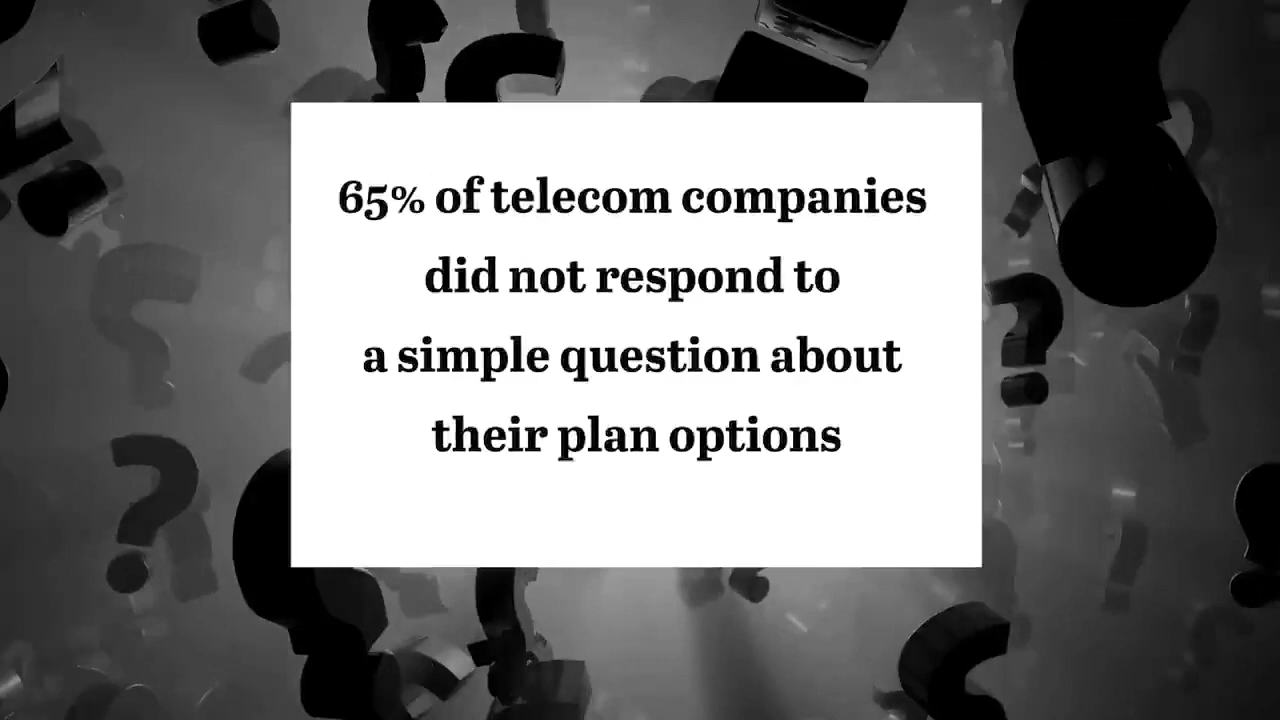 65% of telecom companies
did not respond to
a simple question about
their plan options